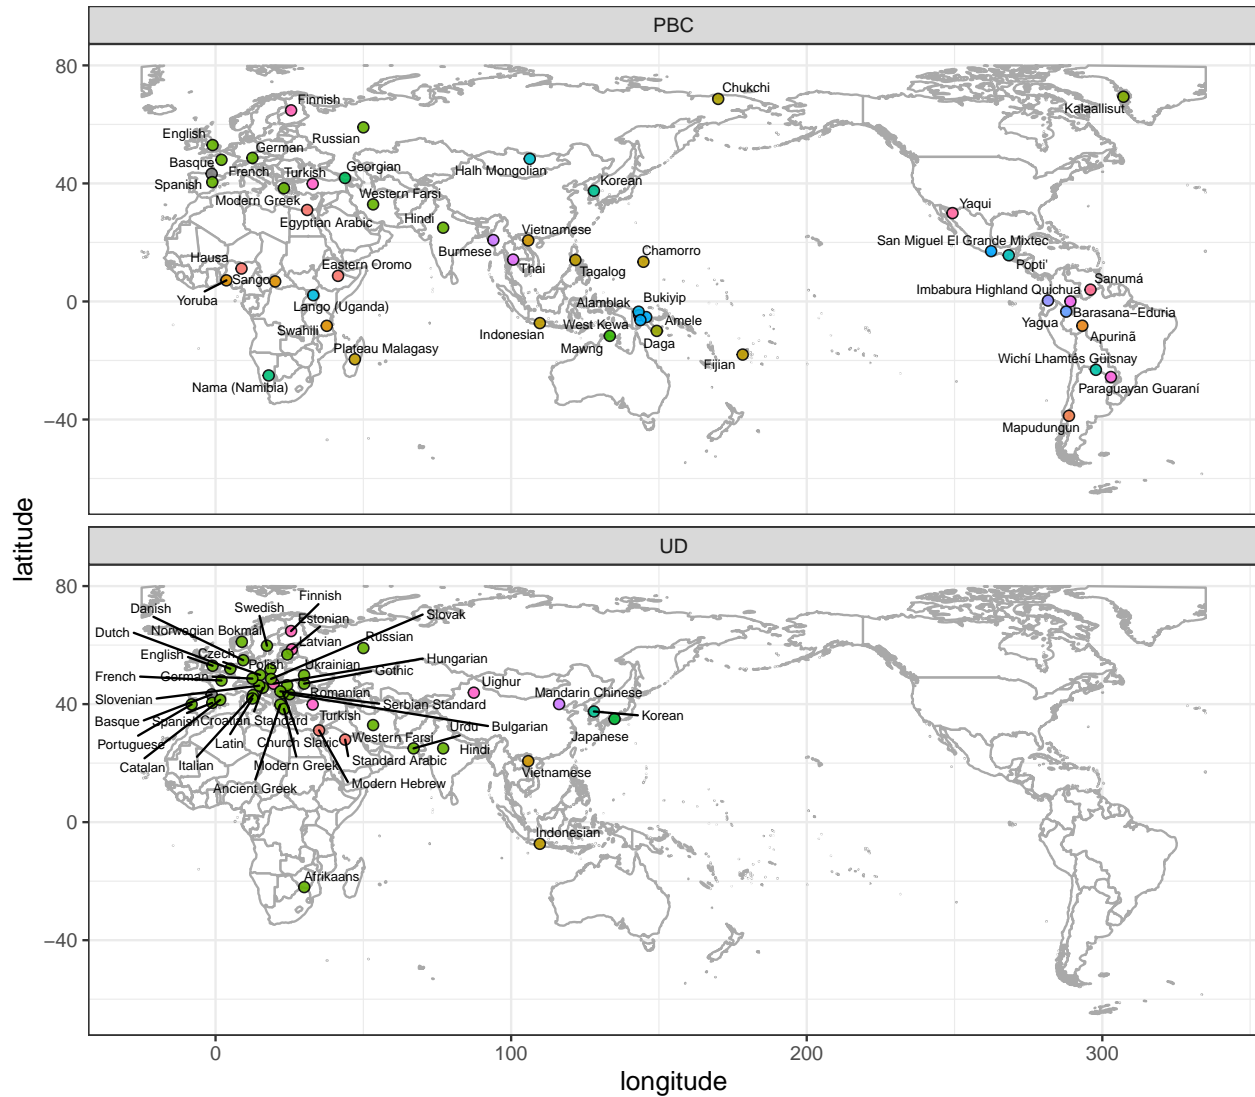 PBC
80
Chukchi
Kalaallisut
Finnish
English
Russian
German
Basque
French
Turkish
Georgian
Halh Mongolian
Korean
40
Spanish
Western Farsi
Yaqui
Modern Greek
Egyptian Arabic
Hindi
Vietnamese
San Miguel El Grande Mixtec
Burmese
Chamorro
Popti'
Hausa
Sango
Eastern Oromo
Thai
Tagalog
Sanumá
Imbabura Highland Quichua
0
Yoruba
Lango (Uganda)
Alamblak
Bukiyip
Barasana−Eduria
Swahili
Indonesian
West Kewa
Amele
Yagua
Apurinã
Plateau Malagasy
Mawng
Daga
Fijian
Wichí Lhamtés Güisnay
Nama (Namibia)
Paraguayan Guaraní
−40
Mapudungun
latitude
UD
80
Finnish
Danish
Swedish
Estonian
Slovak
Dutch
Norwegian Bokmal
Latvian
Russian
English
Czech
Polish
Ukrainian
Hungarian
French
German
Gothic
Uighur
Slovenian
Romanian
Serbian Standard
Mandarin Chinese
40
Basque
Spanish
Croatian Standard
Turkish
Urdu
Bulgarian
Korean
Portuguese
Latin
Church Slavic
Western Farsi
Hindi
Japanese
Catalan
Italian
Modern Greek
Standard Arabic
Vietnamese
Ancient Greek
Modern Hebrew
0
Indonesian
Afrikaans
−40
0
100
200
300
longitude